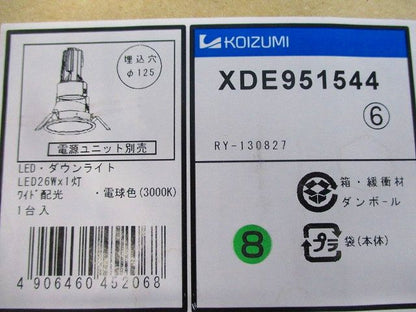 埋込穴
φ125
電源ユニット別売
LED・ダウンライト
LED26W×1灯
ﾜｲﾄﾞ配光 ・電球色(3000K)
1台入
4 906460 452068
KOIZUMI
XDE951544
⑥
RY-130827
箱・緩衝材
ダンボール
8
プラ
袋(本体)